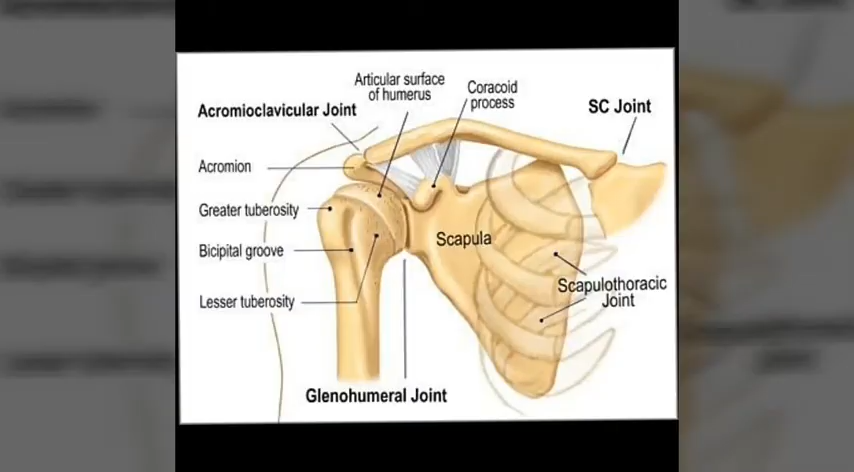 Articular surface
of humerus
Coracoid
process
Acromioclavicular Joint
SC Joint
Acromion
Greater tuberosity
Scapula
Bicipital groove
Scapulothoracic
Joint
Lesser tuberosity
Glenohumeral Joint